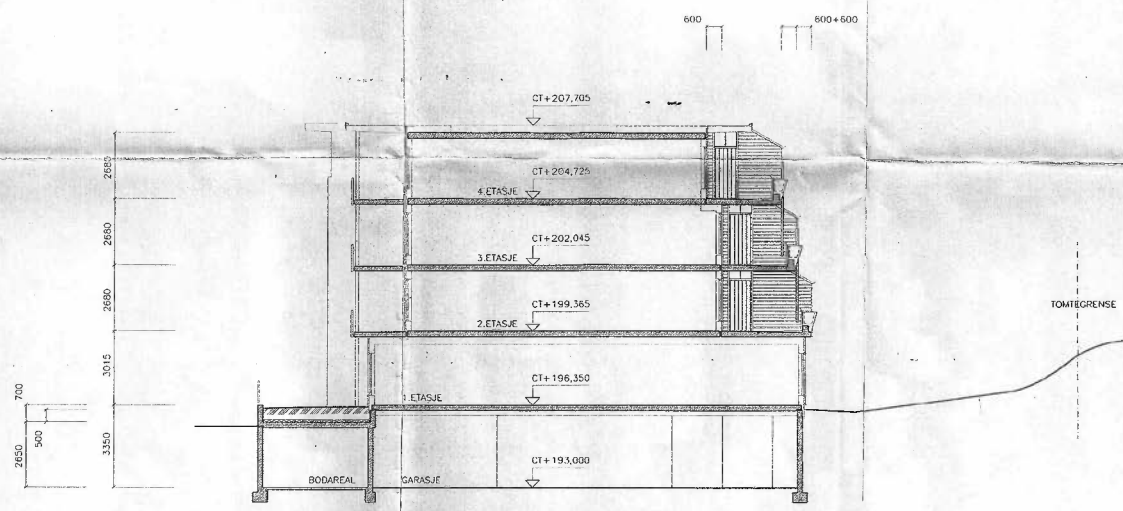 600
600+600
CT+207,705
2680
CT+204,725
4.ETASJE
2680
CT+202,045
3.ETASJE
2680
CT+199,365
2.ETASJE
TOMTEGRENSE
3015
CT+196,350
1.ETASJE
700
500
2650
3350
CT+193,000
BODAREAL
GARASJE